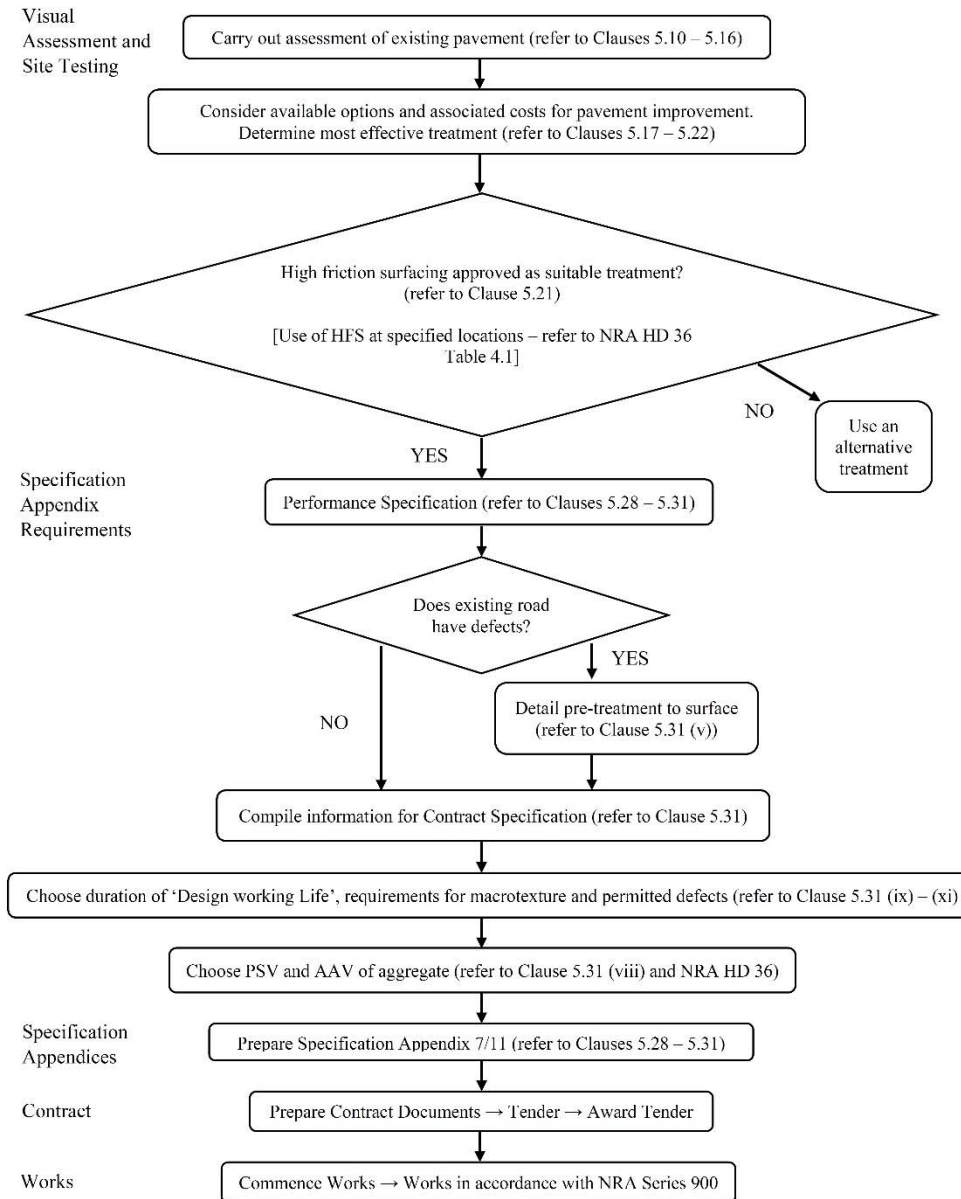 Visual
Assessment and
Site Testing
Carry out assessment of existing pavement (refer to Clauses 5.10 – 5.16)
Consider available options and associated costs for pavement improvement.
Determine most effective treatment (refer to Clauses 5.17 – 5.22)
High friction surfacing approved as suitable treatment?
(refer to Clause 5.21)
[Use of HFS at specified locations – refer to NRA HD 36
Table 4.1]
NO
Use an
alternative
treatment
YES
Specification
Appendix
Requirements
Performance Specification (refer to Clauses 5.28 – 5.31)
Does existing road
have defects?
YES
NO
Detail pre-treatment to surface
(refer to Clause 5.31 (v))
Compile information for Contract Specification (refer to Clause 5.31)
Choose duration of ‘Design working Life’, requirements for macrotexture and permitted defects (refer to Clause 5.31 (ix) – (xi)
Choose PSV and AAV of aggregate (refer to Clause 5.31 (viii) and NRA HD 36)
Specification
Appendices
Prepare Specification Appendix 7/11 (refer to Clauses 5.28 – 5.31)
Contract
Prepare Contract Documents → Tender → Award Tender
Works
Commence Works → Works in accordance with NRA Series 900